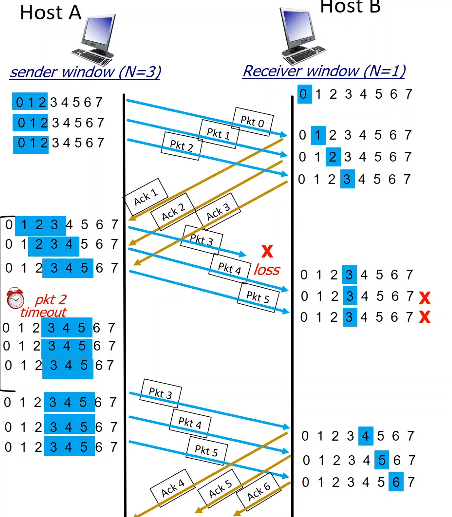 Host A
Host B
sender window (N=3)
Receiver window (N=1)
0 1 2 3 4 5 6 7
0 1 2 3 4 5 6 7
0 1 2 3 4 5 6 7
0 1 2 3 4 5 6 7
Pkt 0
Pkt 1
Pkt 2
0 1 2 3 4 5 6 7
0 1 2 3 4 5 6 7
0 1 2 3 4 5 6 7
Ack 1
Ack 2
Ack 3
0 1 2 3 4 5 6 7
0 1 2 3 4 5 6 7
0 1 2 3 4 5 6 7
Pkt 3
X
loss
Pkt 4
Pkt 5
0 1 2 3 4 5 6 7
0 1 2 3 4 5 6 7 X
0 1 2 3 4 5 6 7 X
pkt 2
timeout
0 1 2 3 4 5 6 7
0 1 2 3 4 5 6 7
0 1 2 3 4 5 6 7
0 1 2 3 4 5 6 7
0 1 2 3 4 5 6 7
0 1 2 3 4 5 6 7
Pkt 3
Pkt 4
Pkt 5
0 1 2 3 4 5 6 7
0 1 2 3 4 5 6 7
0 1 2 3 4 5 6 7
Ack 4
Ack 5
Ack 6